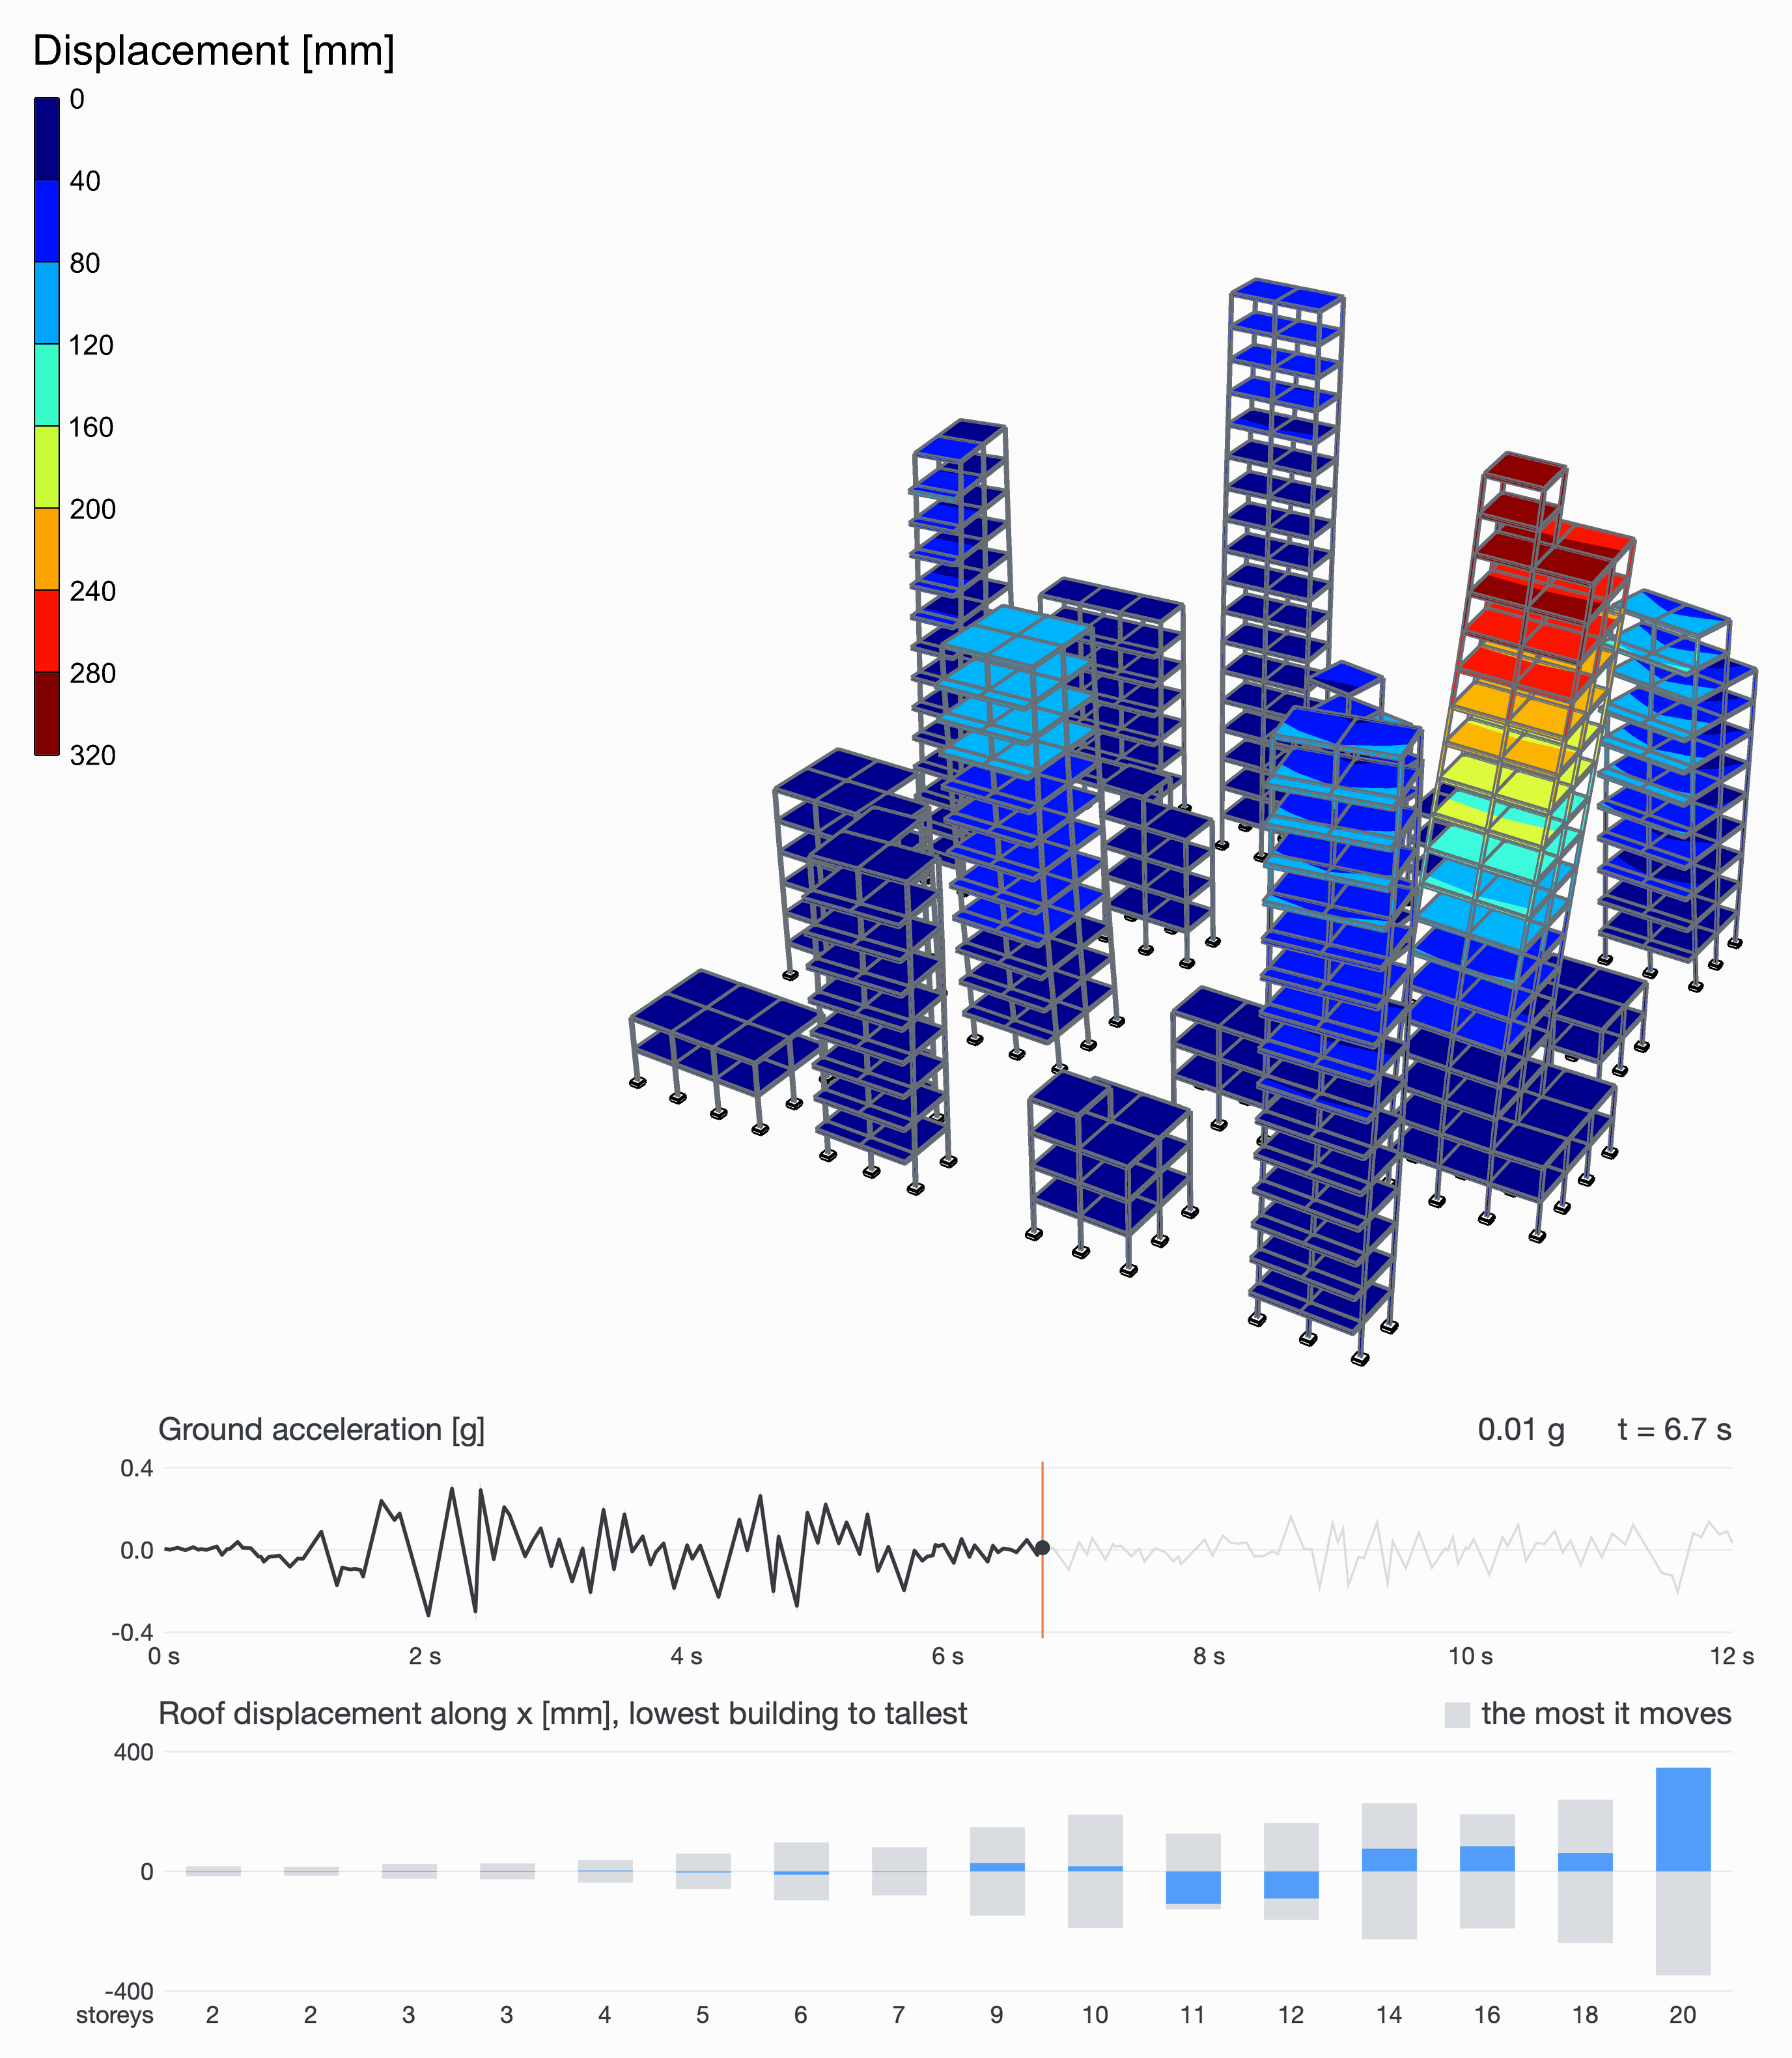 Displacement [mm]
0
40
80
120
160
200
240
280
320
Ground acceleration [g]
0.01 g
t = 6.7 s
0.4
0.0
-0.4
0 s
2 s
4 s
6 s
8 s
10 s
12 s
Roof displacement along x [mm], lowest building to tallest
the most it moves
400
0
-400
storeys 2 2 3 3 4 5 6 7 9 10 11 12 14 16 18 20